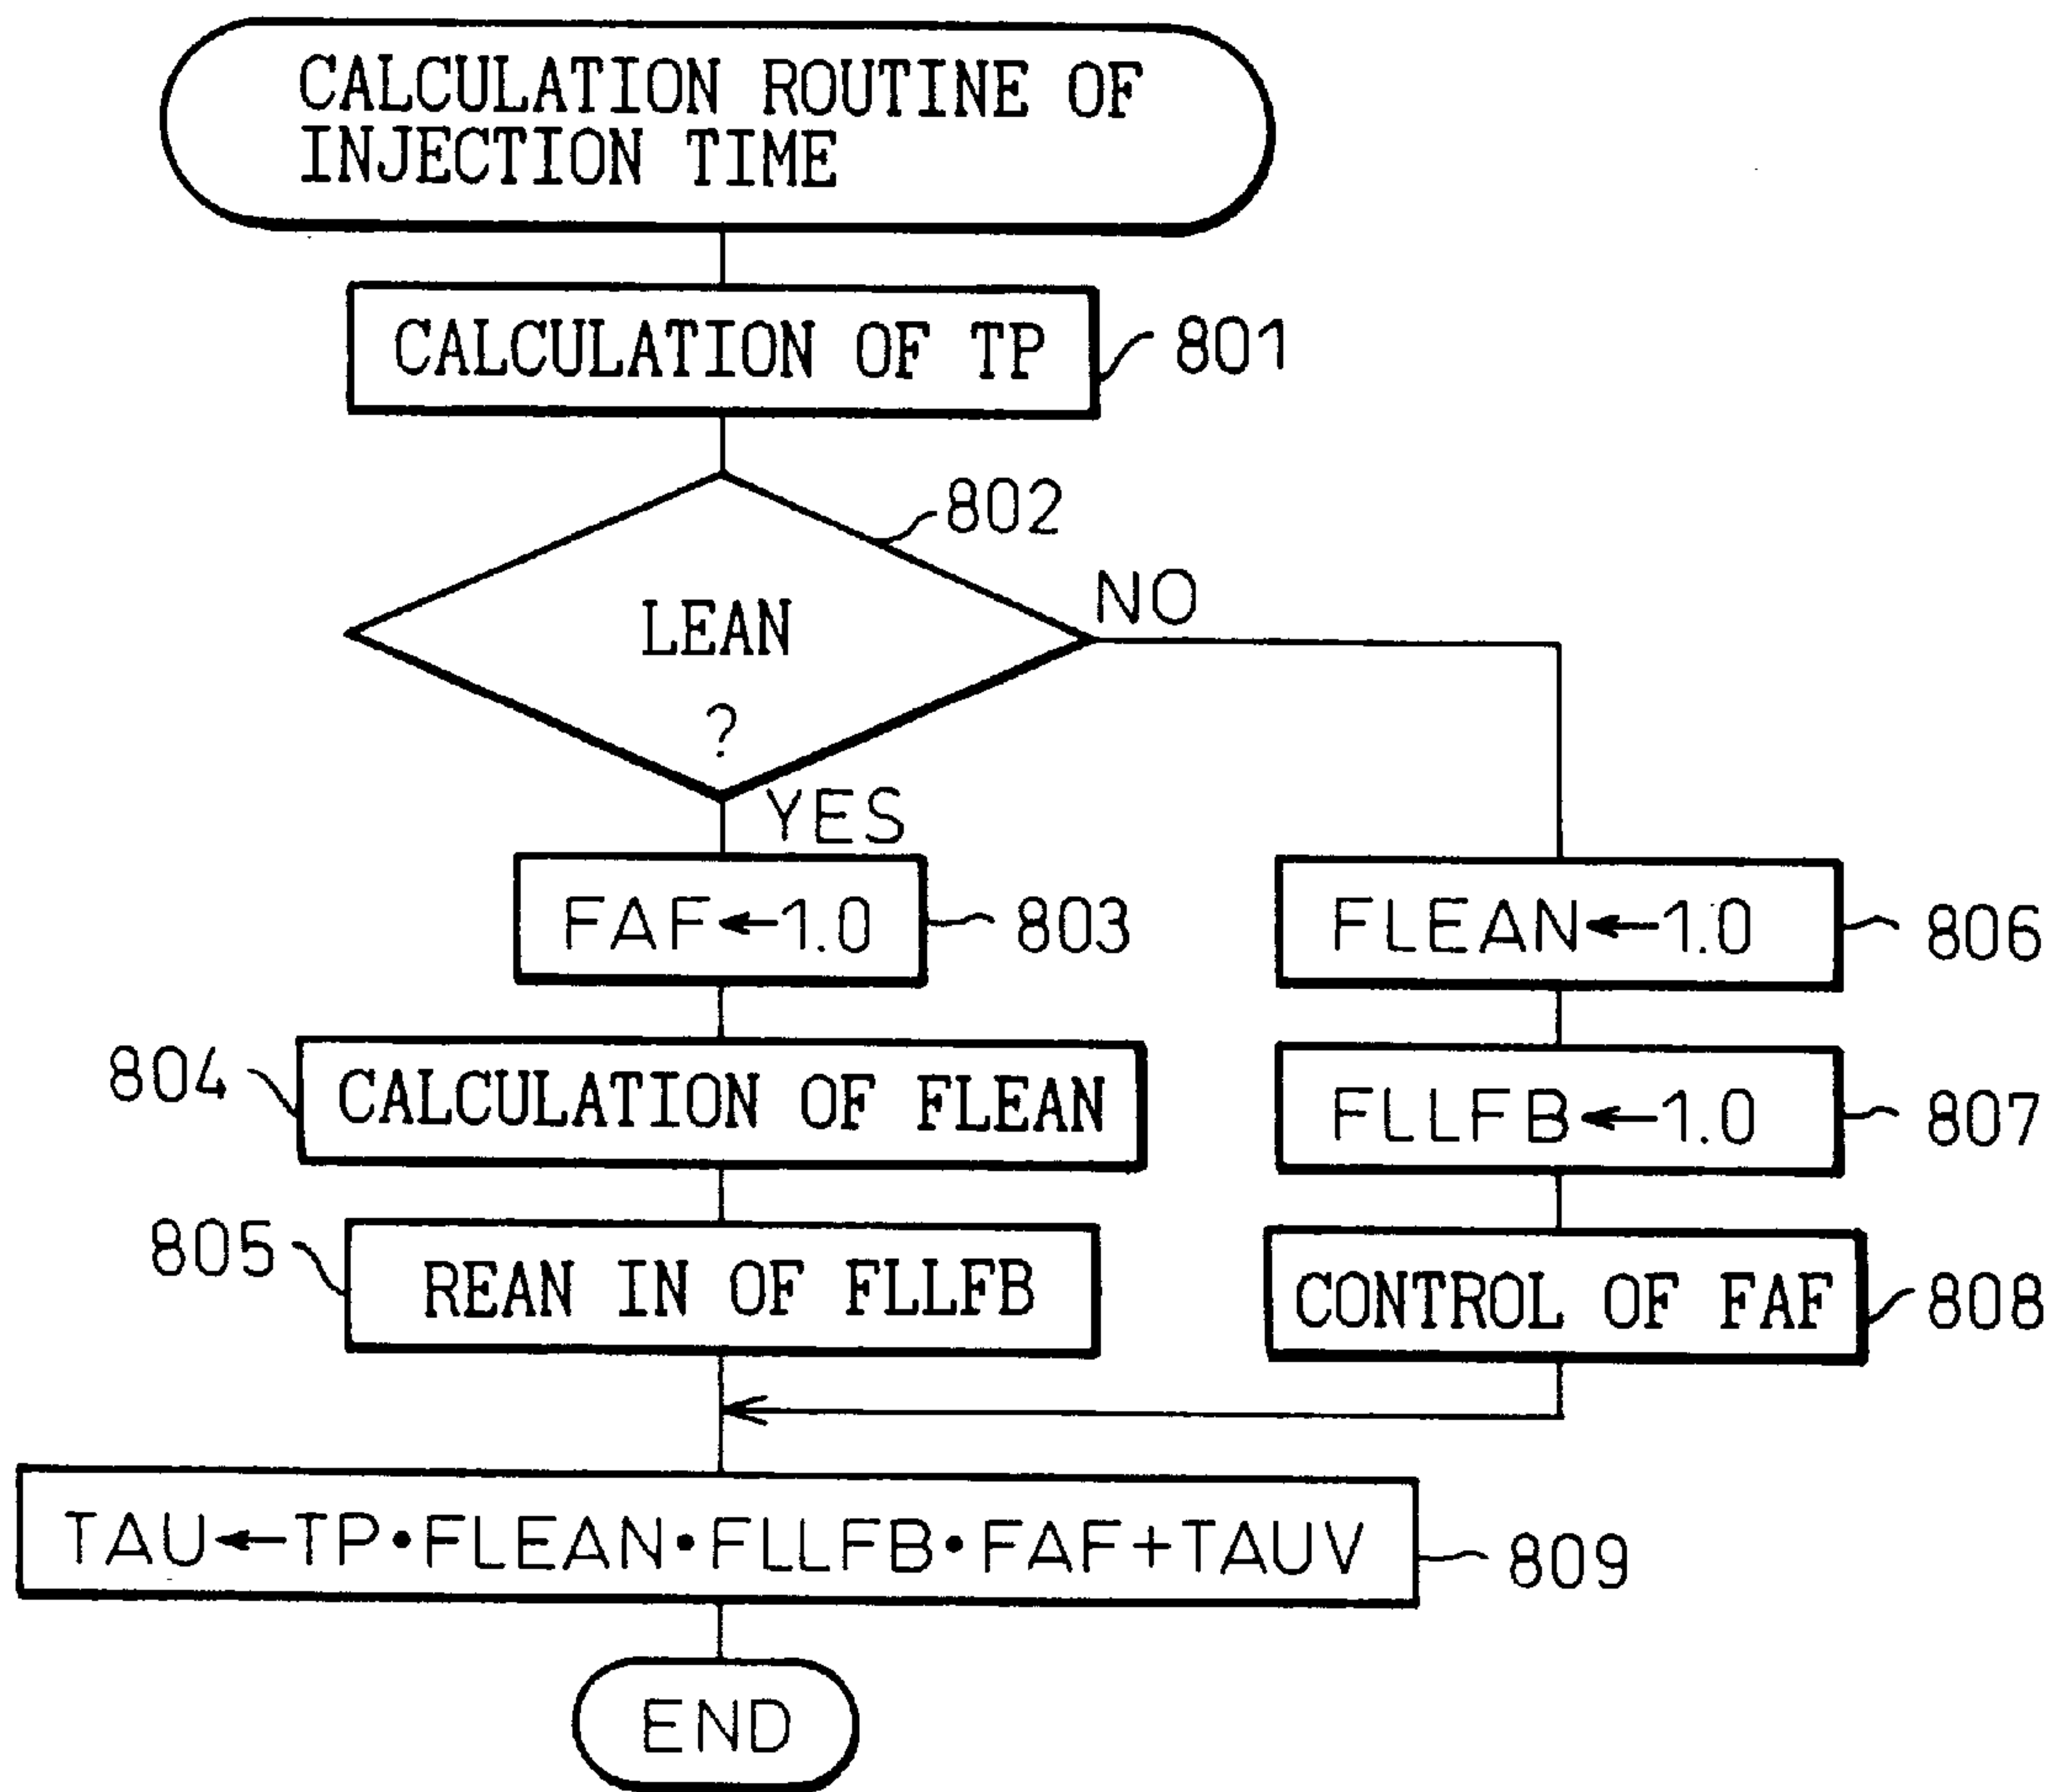 CALCULATION ROUTINE OF
INJECTION TIME
CALCULATION OF TP
801
802
LEAN
?
NO
YES
FAF←1.0
803
FLEAN←1.0
806
804
CALCULATION OF FLEAN
FLLFB←1.0
807
805
REAN IN OF FLLFB
CONTROL OF FAF
808
TAU←TP•FLEAN•FLLFB•FAF+TAUV
809
END